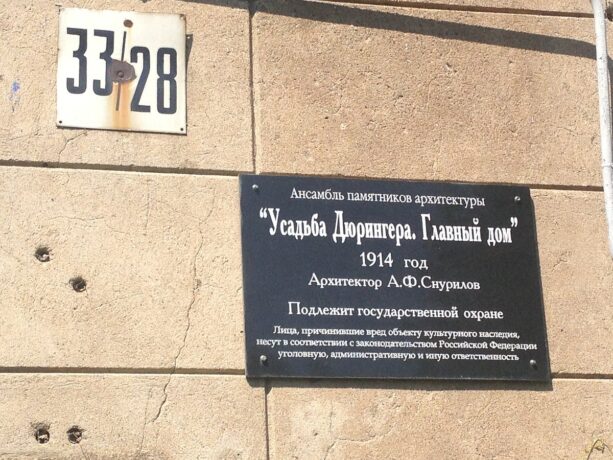 33/28
Ансамбль памятников архитектуры
"Усадьба Дюрингера. Главный дом"
1914 год
Архитектор А.Ф.Снурилов
Подлежит государственной охране
Лица, причинившие вред объекту культурного наследия,
несут в соответствии с законодательством Российской Федерации
уголовную, административную и иную ответственность